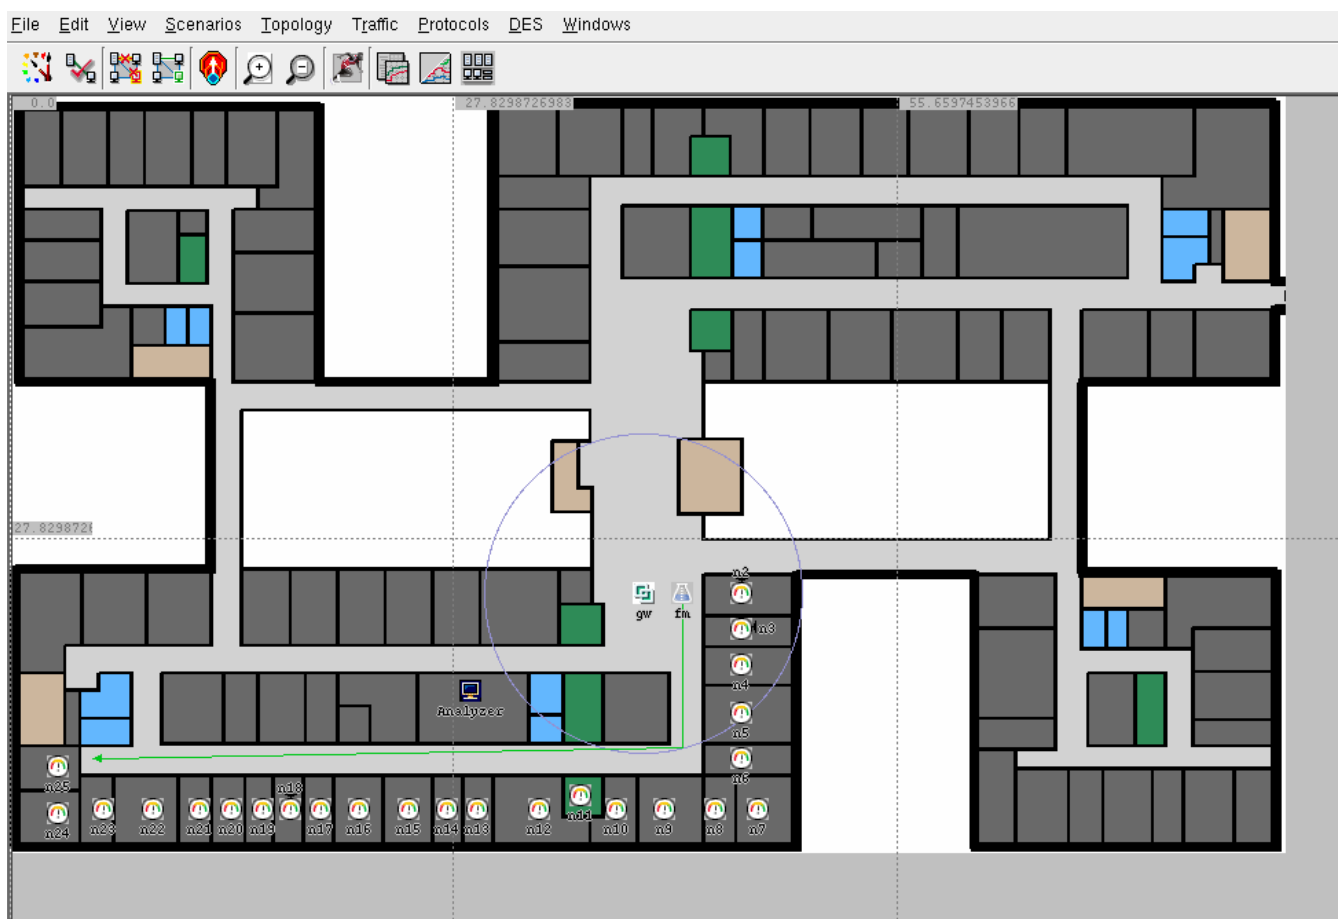 File Edit View Scenarios Topology Traffic Protocols DES Windows
0.0 27.8298726983 55.6597453966
27.829872
n2
gw fm
n3
n4
Analyzer
n5
n6
n25
n18
n24 n23 n22 n21 n20 n19 n17 n16 n15 n14 n13 n12 n11 n10 n9 n8 n7